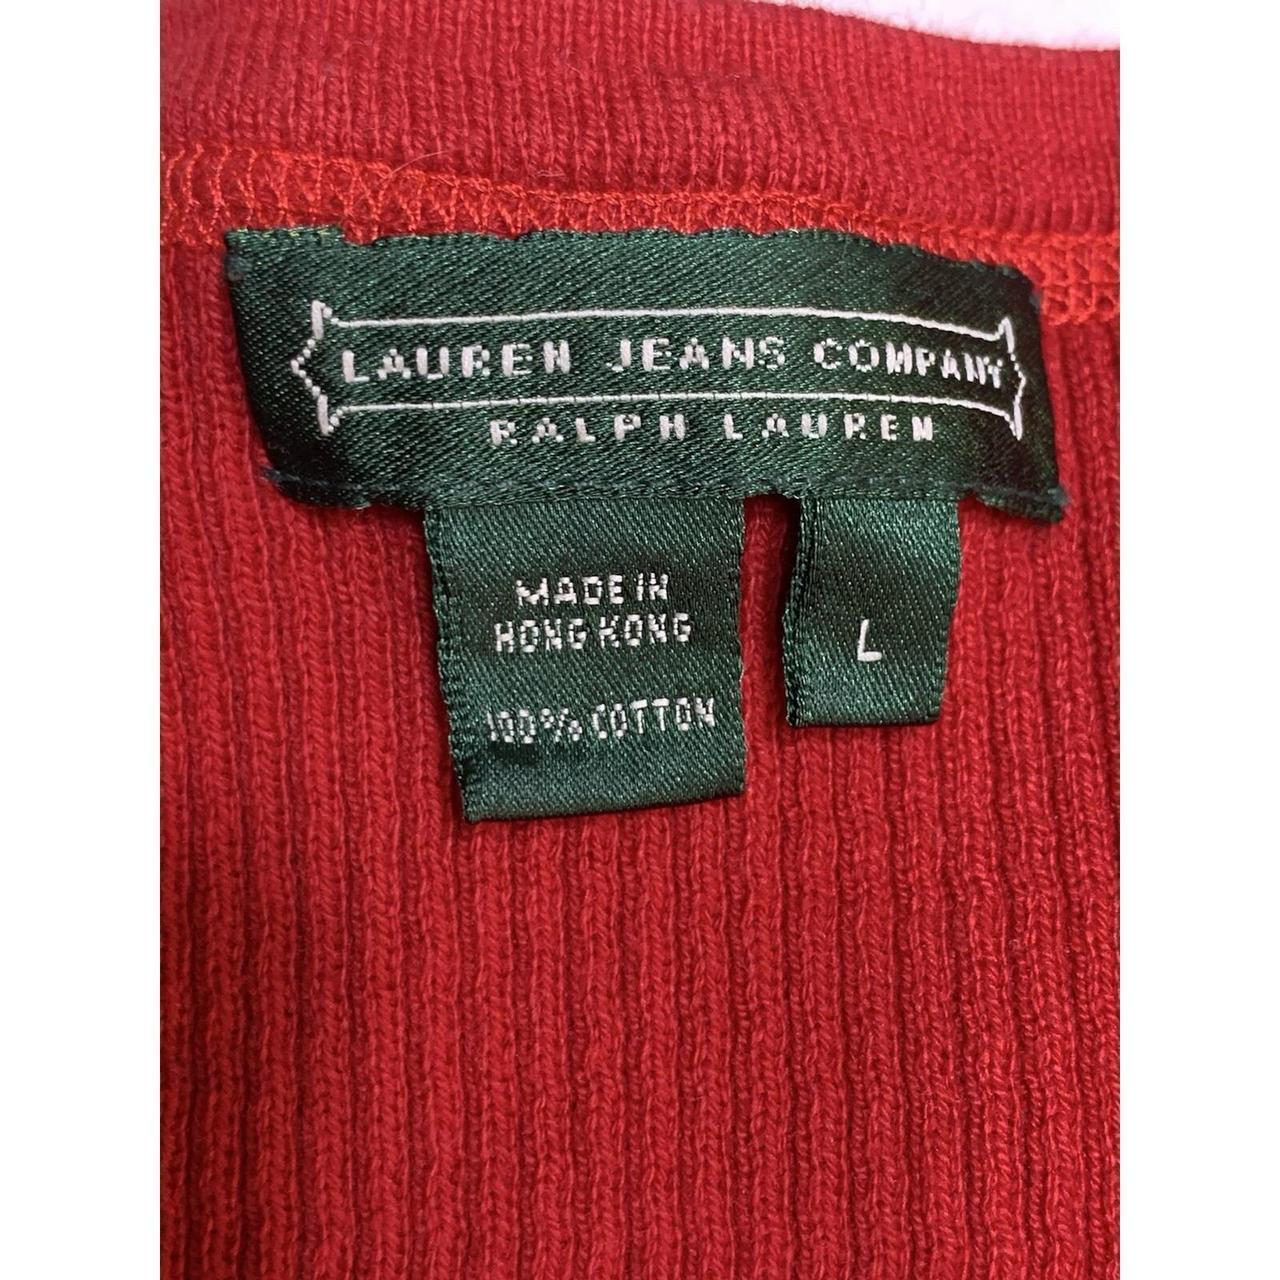 LAUREN JEANS COMPANY
RALPH LAUREN
MADE IN
HONG KONG
100% COTTON
L